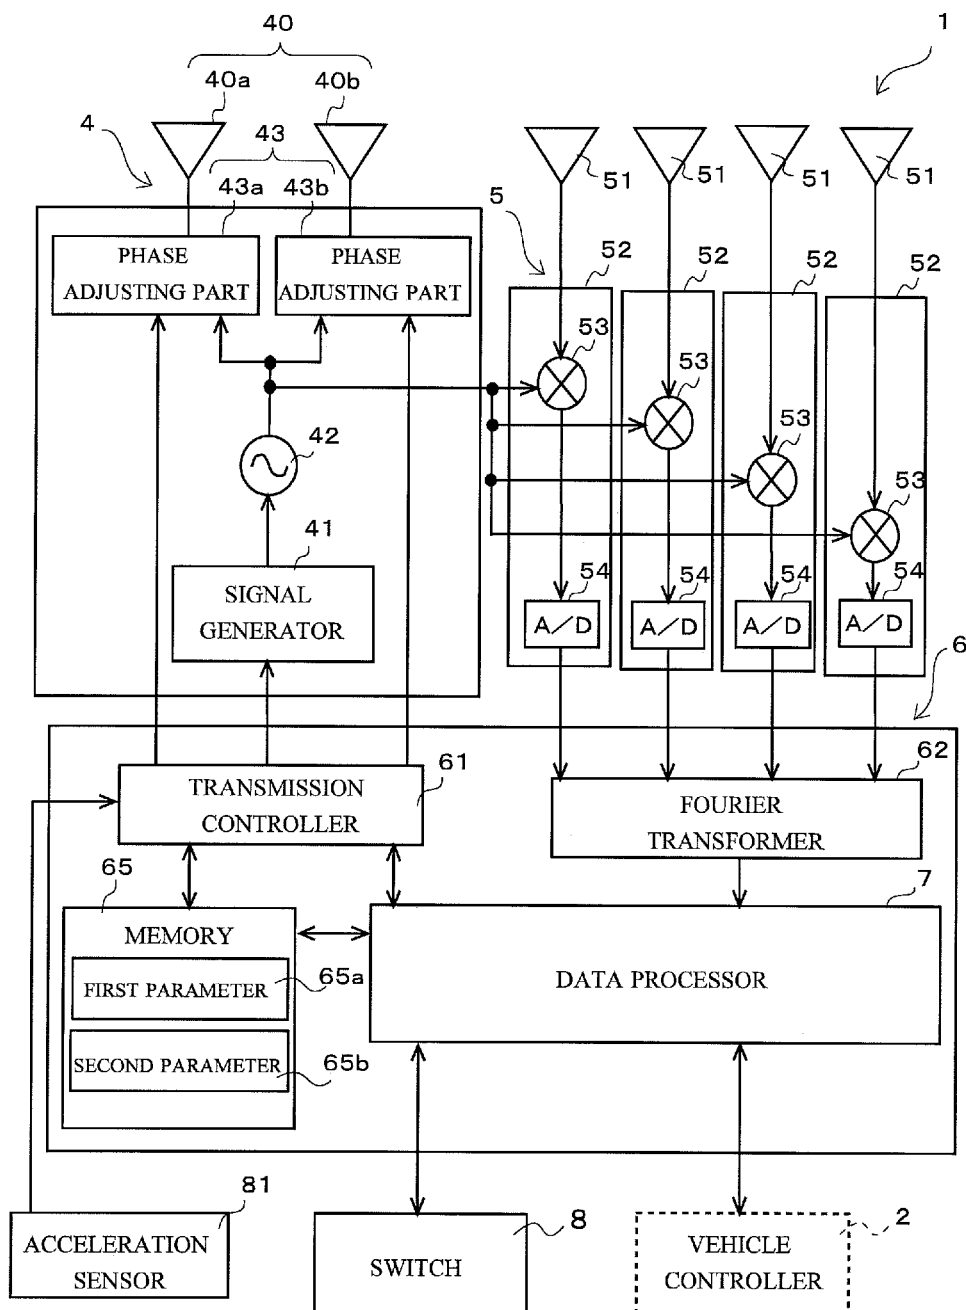 40
1
40a
40b
4
43
43a
43b
51
51
51
51
5
PHASE
ADJUSTING PART
PHASE
ADJUSTING PART
52
52
52
52
53
53
53
53
42
41
SIGNAL
GENERATOR
54
54
54
54
A/D
A/D
A/D
A/D
6
61
62
TRANSMISSION
CONTROLLER
FOURIER
TRANSFORMER
65
7
MEMORY
FIRST PARAMETER
65a
DATA PROCESSOR
SECOND PARAMETER
65b
81
8
2
ACCELERATION
SENSOR
SWITCH
VEHICLE
CONTROLLER